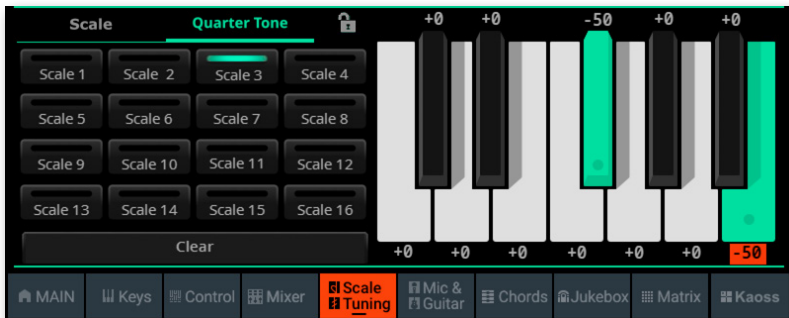 Scale Quarter Tone
+0 +0 -50 +0 +0
Scale 1 Scale 2 Scale 3 Scale 4
Scale 5 Scale 6 Scale 7 Scale 8
Scale 9 Scale 10 Scale 11 Scale 12
Scale 13 Scale 14 Scale 15 Scale 16
Clear
+0 +0 +0 +0 +0 +0 -50
MAIN Keys Control Mixer Scale Tuning Mic & Guitar Chords Jukebox Matrix Kaoss